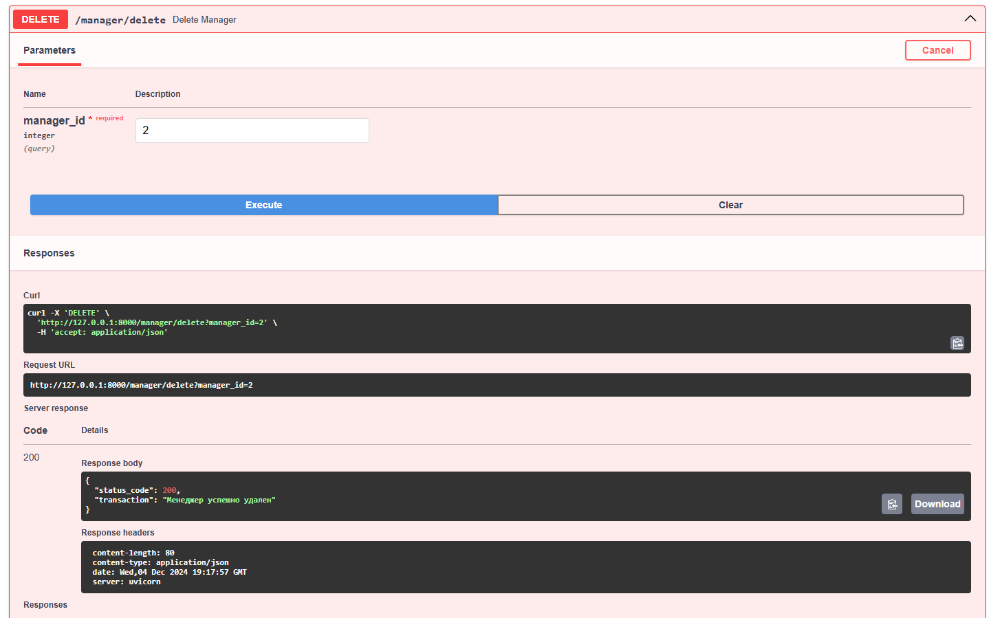 DELETE /manager/delete Delete Manager
Parameters
Cancel
Name Description
manager_id * required
integer
(query)
2
Execute Clear
Responses
Curl
curl -X 'DELETE' \
'http://127.0.0.1:8000/manager/delete?manager_id=2' \
-H 'accept: application/json'
Request URL
http://127.0.0.1:8000/manager/delete?manager_id=2
Server response
Code Details
200
Response body
{
"status_code": 200,
"transaction": "Менеджер успешно удален"
}
Download
Response headers
content-length: 80
content-type: application/json
date: Wed,04 Dec 2024 19:17:57 GMT
server: uvicorn
Responses